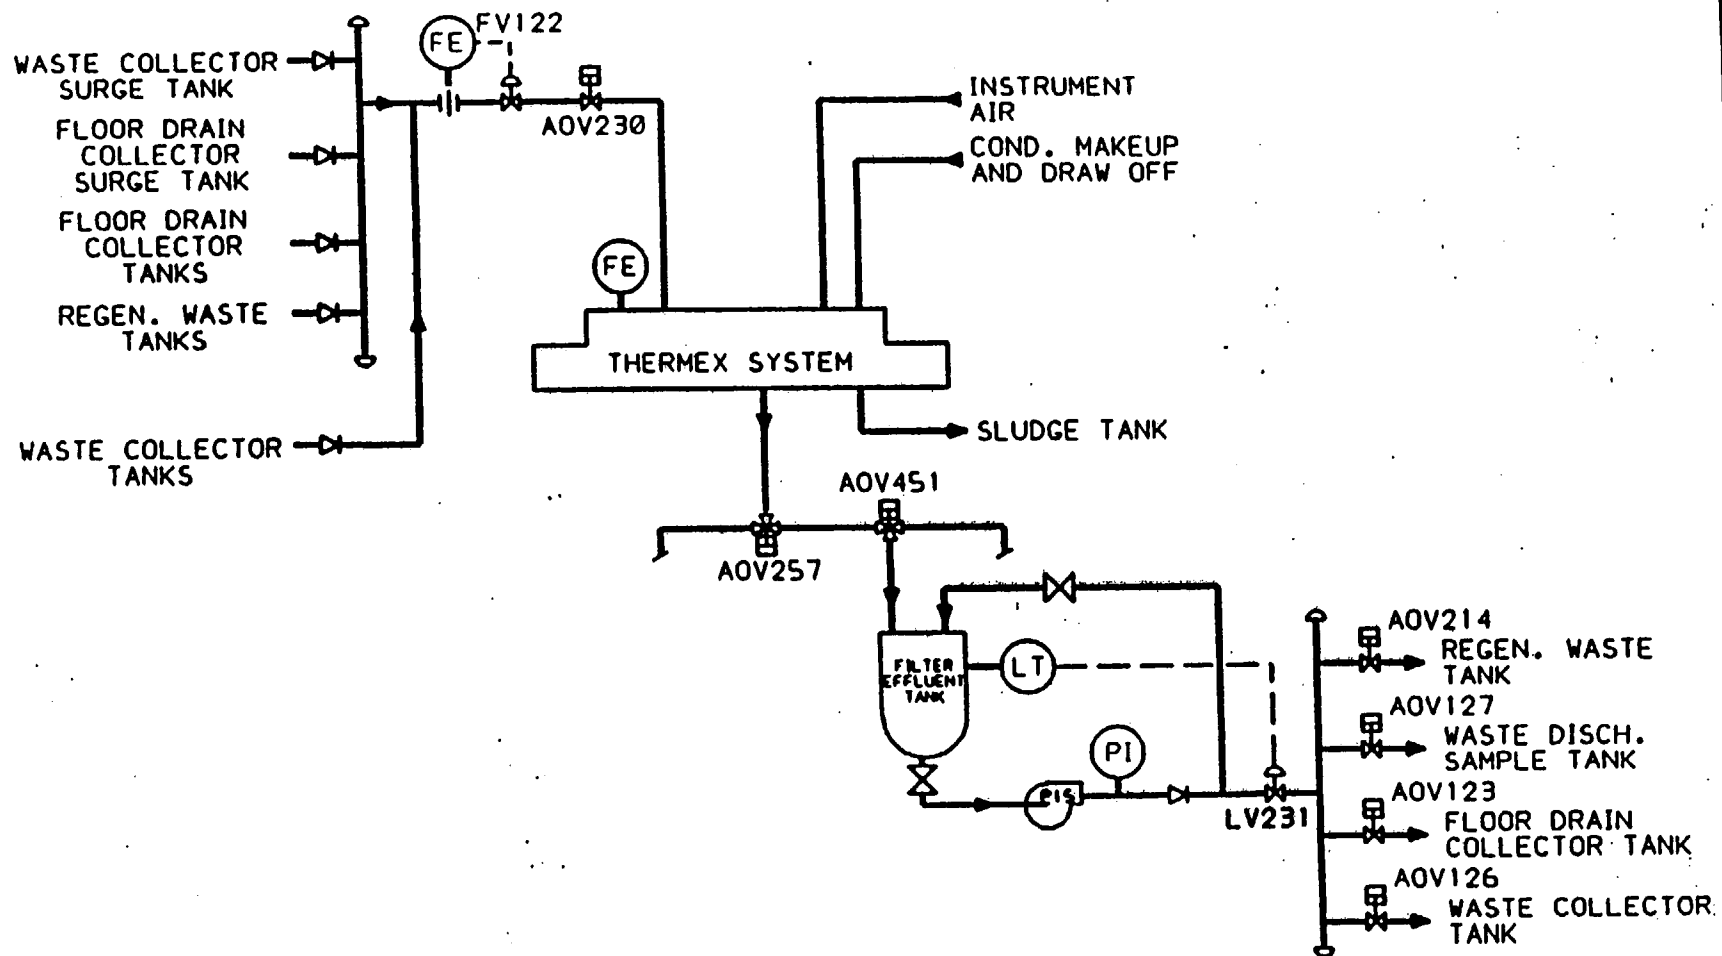 FE
FV122
WASTE COLLECTOR
SURGE TANK
FLOOR DRAIN
COLLECTOR
SURGE TANK
FLOOR DRAIN
COLLECTOR
TANKS
REGEN. WASTE
TANKS
WASTE COLLECTOR
TANKS
AOV230
INSTRUMENT
AIR
COND. MAKEUP
AND DRAW OFF
FE
THERMEX SYSTEM
SLUDGE TANK
AOV451
AOV257
FILTER
EFFLUENT
TANK
LT
PI
P15
LV231
AOV214
REGEN. WASTE
TANK
AOV127
WASTE DISCH.
SAMPLE TANK
AOV123
FLOOR DRAIN
COLLECTOR TANK
AOV126
WASTE COLLECTOR
TANK